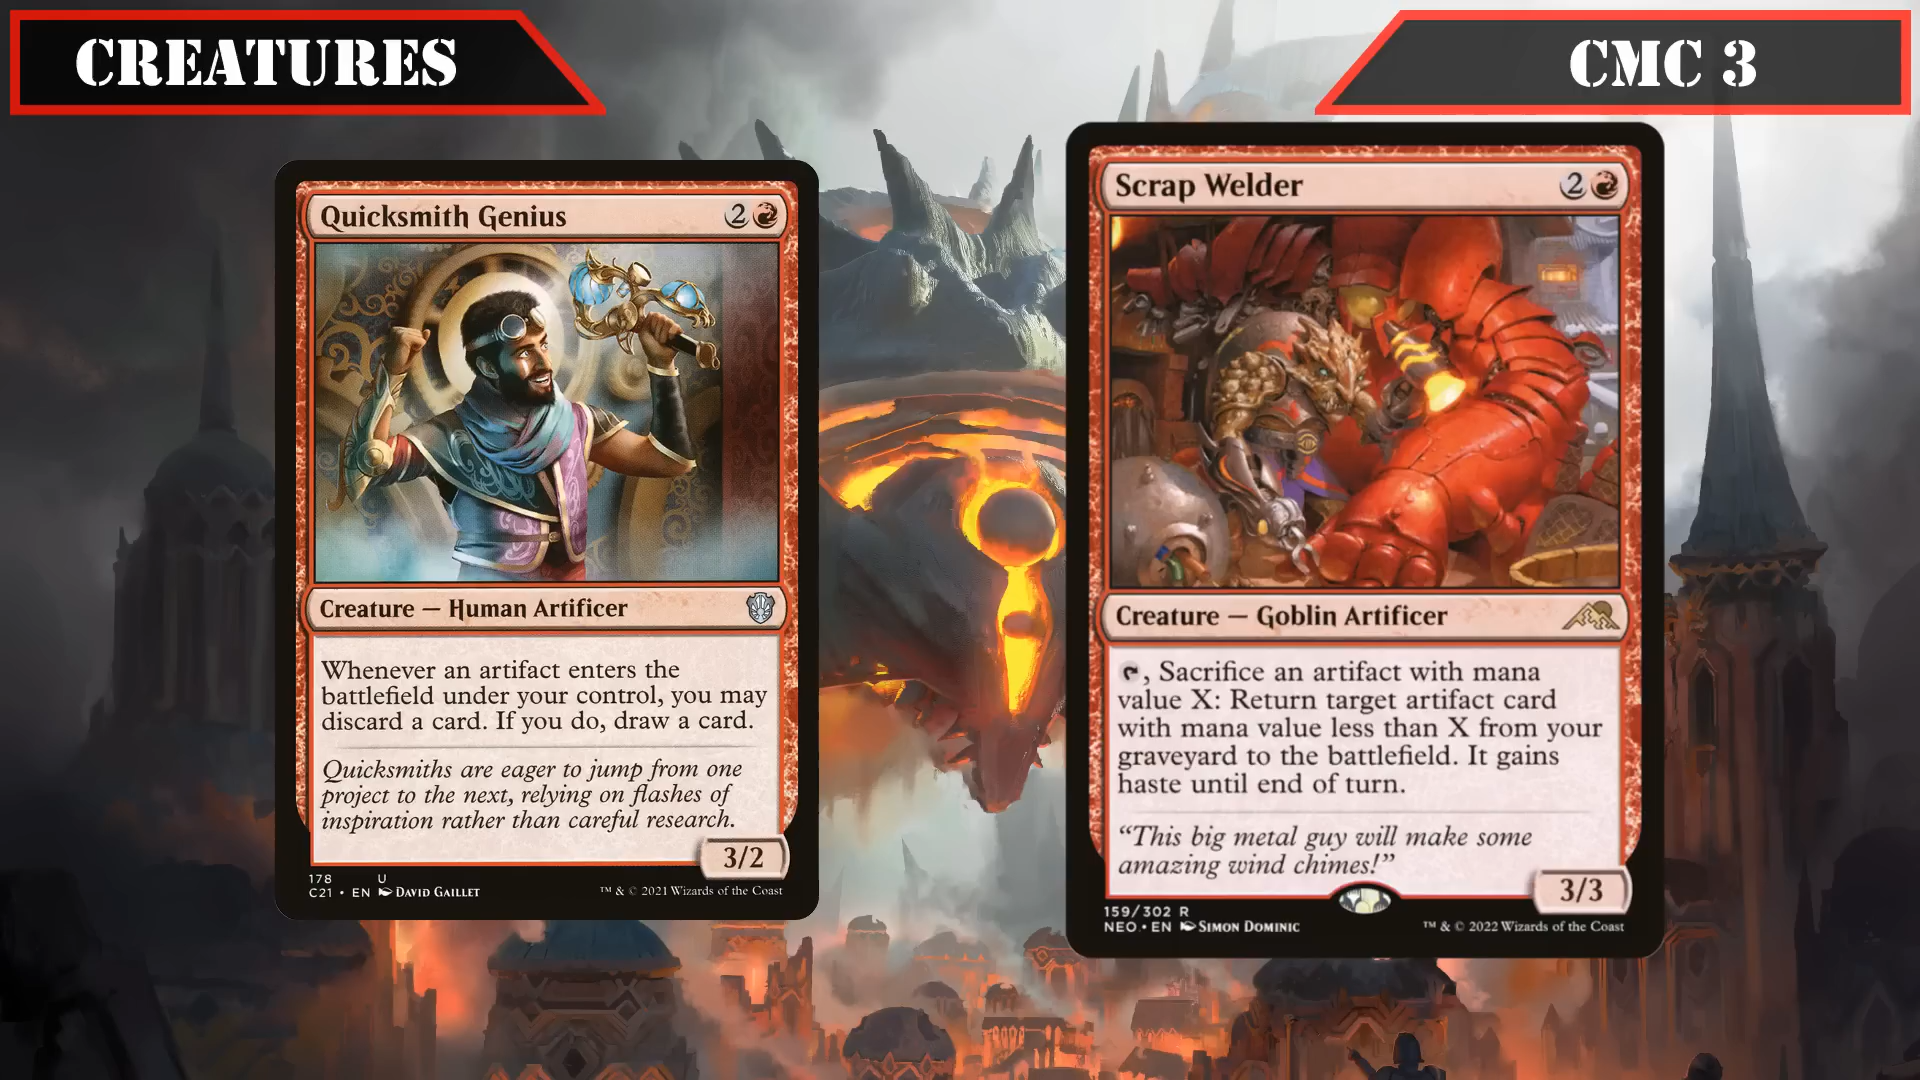 CREATURES
CMC 3
Quicksmith Genius 2
Creature — Human Artificer
Whenever an artifact enters the
battlefield under your control, you may
discard a card. If you do, draw a card.
Quicksmiths are eager to jump from one
project to the next, relying on flashes of
inspiration rather than careful research.
3/2
178 U
C21 • EN DAVID GAILLET ™ & © 2021 Wizards of the Coast
Scrap Welder 2
Creature — Goblin Artificer
, Sacrifice an artifact with mana
value X: Return target artifact card
with mana value less than X from your
graveyard to the battlefield. It gains
haste until end of turn.
“This big metal guy will make some
amazing wind chimes!”
3/3
159/302 R
NEO • EN SIMON DOMINIC ™ & © 2022 Wizards of the Coast